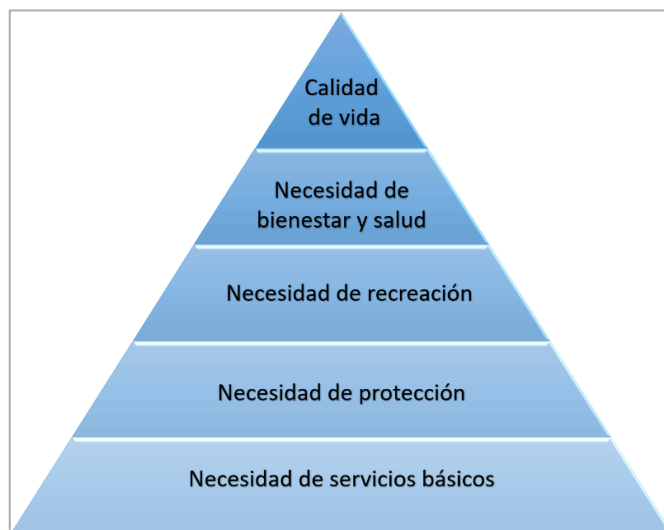 Calidad
de vida
Necesidad de
bienestar y salud
Necesidad de recreación
Necesidad de protección
Necesidad de servicios básicos